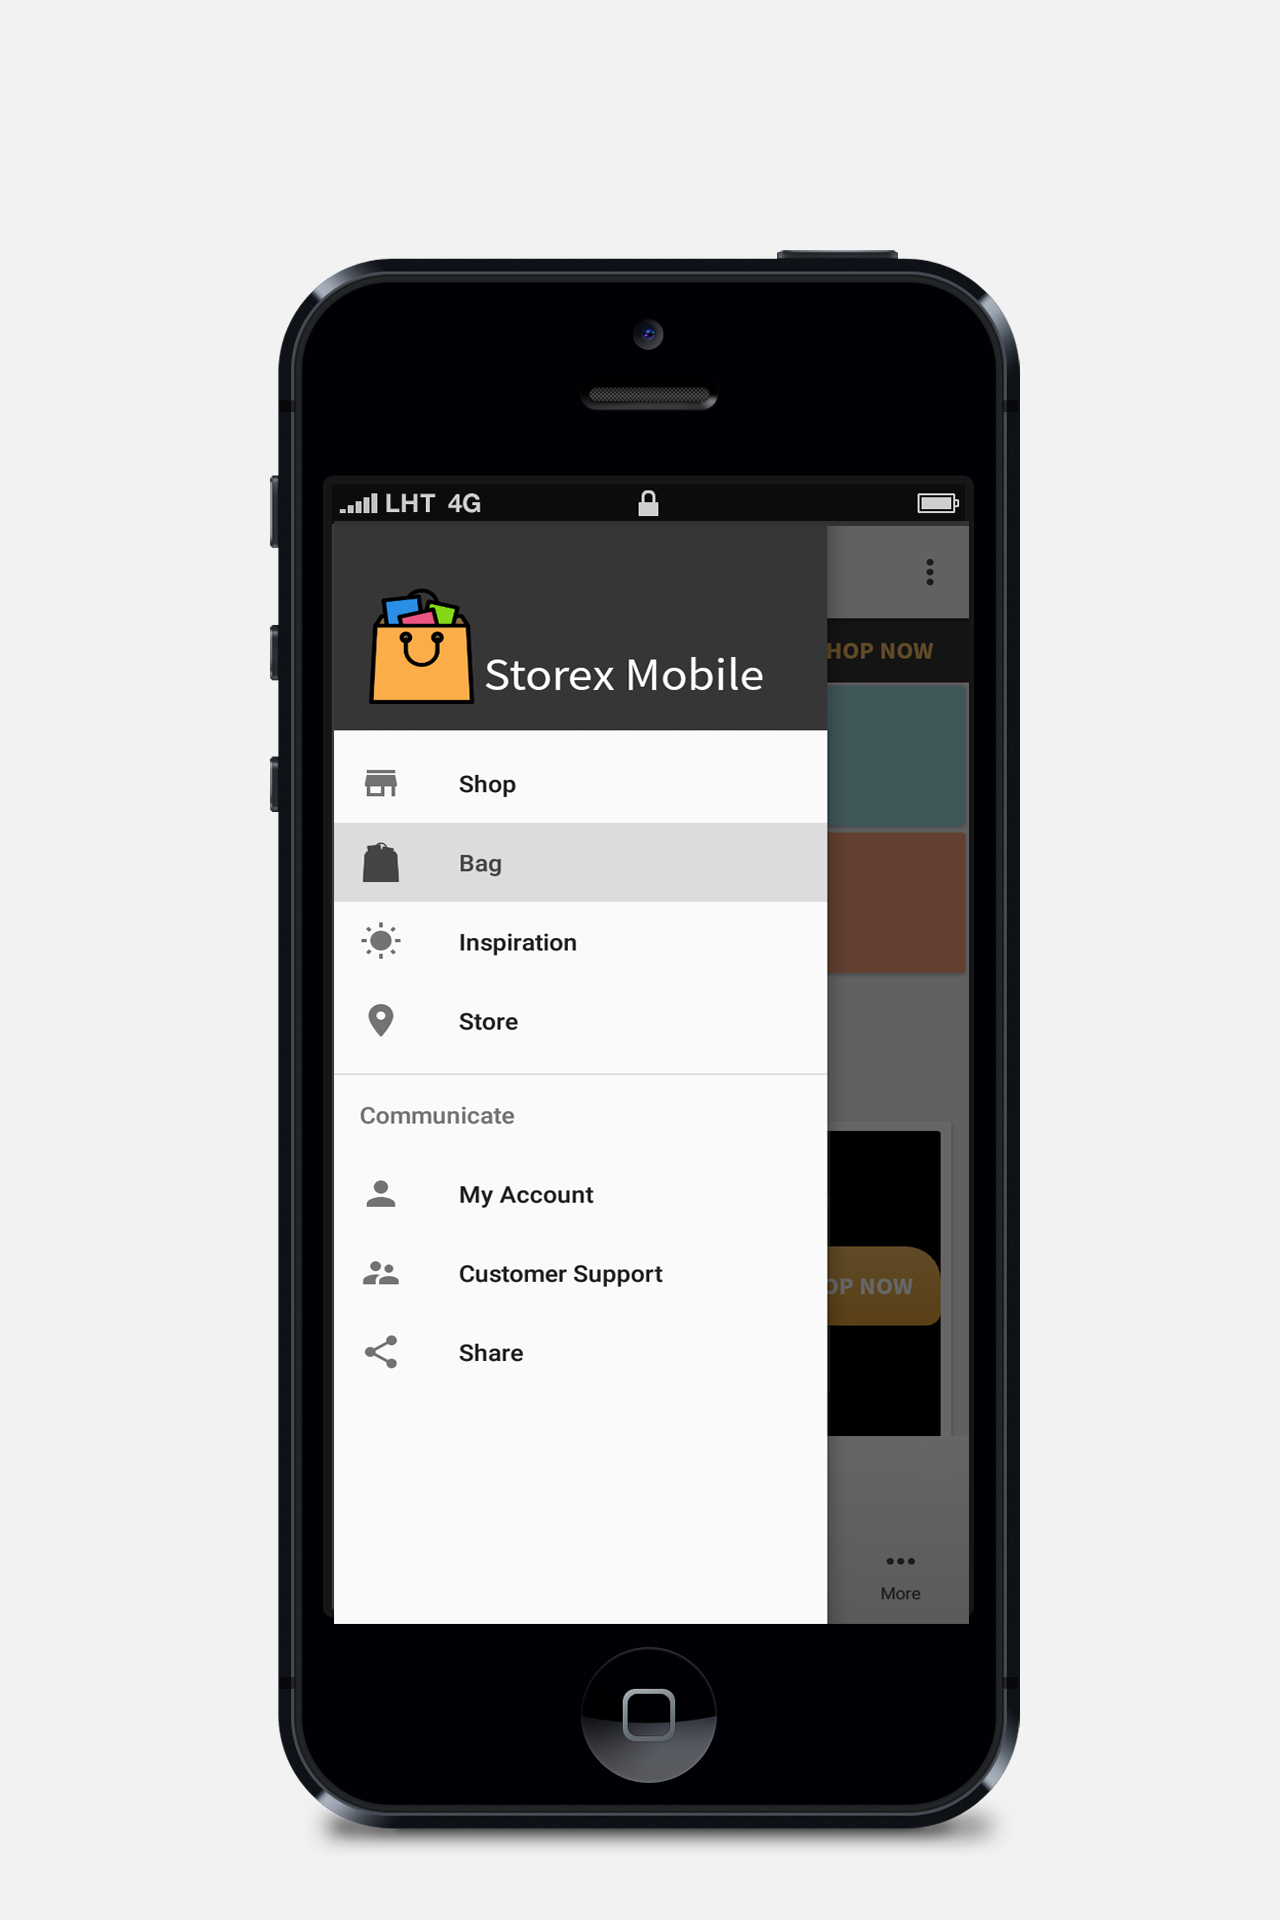 LHT 4G
Storex Mobile
HOP NOW
Shop
Bag
Inspiration
Store
Communicate
My Account
OP NOW
Customer Support
Share
More